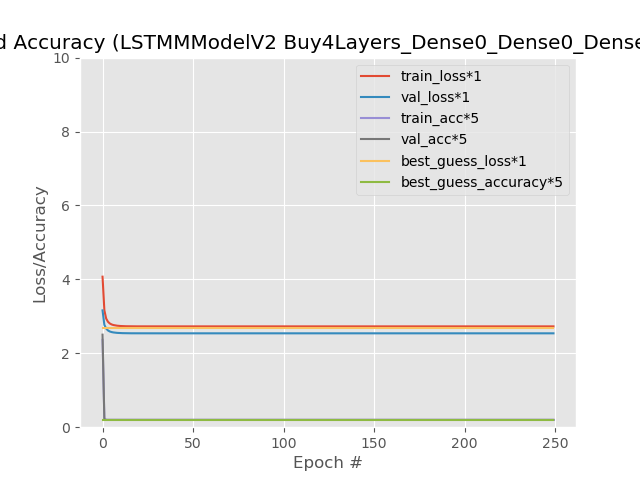 d Accuracy (LSTMMModelV2 Buy4Layers_Dense0_Dense0_Dense
10
8
6
4
2
0
Loss/Accuracy
train_loss*1
val_loss*1
train_acc*5
val_acc*5
best_guess_loss*1
best_guess_accuracy*5
0 50 100 150 200 250
Epoch #